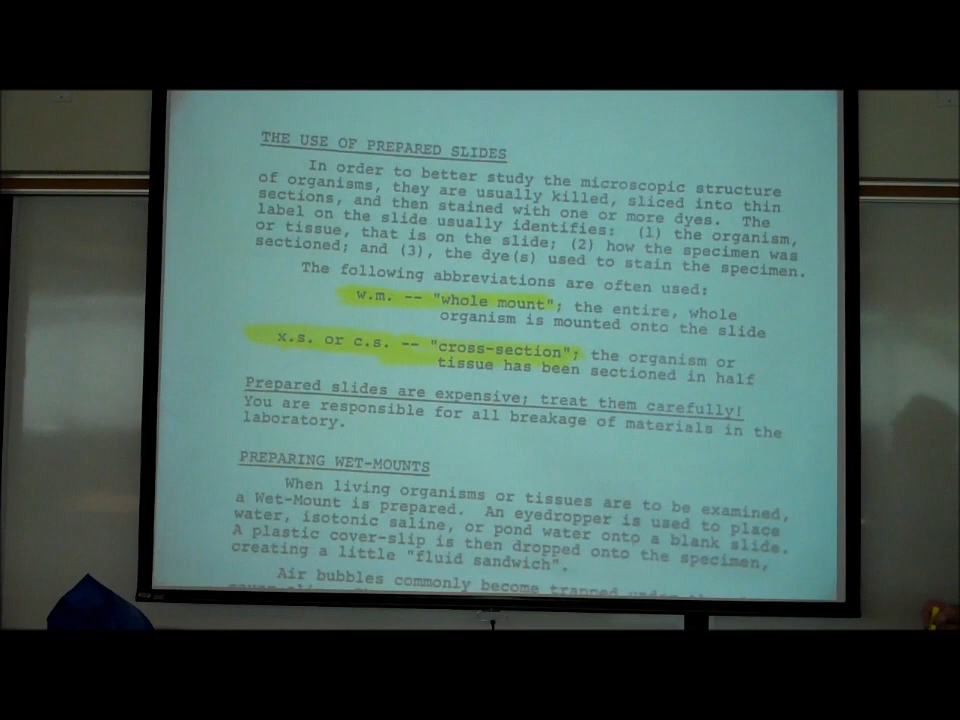 THE USE OF PREPARED SLIDES
In order to better study the microscopic structure
of organisms, they are usually killed, sliced into thin
sections, and then stained with one or more dyes. The
label on the slide usually identifies: (1) the organism,
or tissue, that is on the slide; (2) how the specimen was
sectioned; and (3), the dye(s) used to stain the specimen.
The following abbreviations are often used:
w.m. -- "whole mount"; the entire, whole
organism is mounted onto the slide
x.s. or c.s. -- "cross-section"; the organism or
tissue has been sectioned in half
Prepared slides are expensive; treat them carefully!
You are responsible for all breakage of materials in the
laboratory.
PREPARING WET-MOUNTS
When living organisms or tissues are to be examined,
a Wet-Mount is prepared. An eyedropper is used to place
water, isotonic saline, or pond water onto a blank slide.
A plastic cover-slip is then dropped onto the specimen,
creating a little "fluid sandwich".
Air bubbles commonly become trapped under